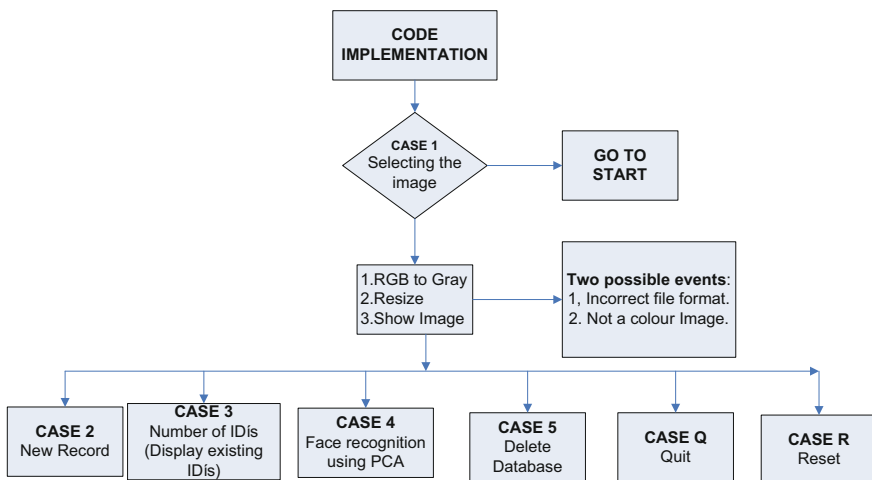 CODE
IMPLEMENTATION
CASE 1
Selecting the
image
GO TO
START
1.RGB to Gray
2.Resize
3.Show Image
Two possible events:
1, Incorrect file format.
2. Not a colour Image.
CASE 2
New Record
CASE 3
Number of IDís
(Display existing
IDís)
CASE 4
Face recognition
using PCA
CASE 5
Delete
Database
CASE Q
Quit
CASE R
Reset